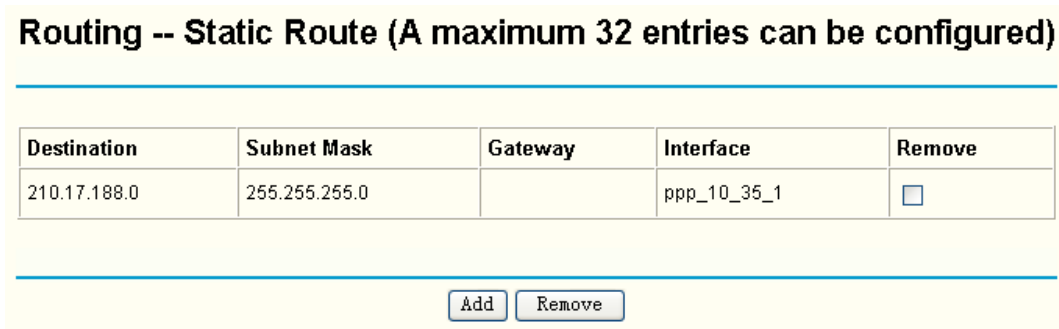 Routing -- Static Route (A maximum 32 entries can be configured)
Destination Subnet Mask Gateway Interface Remove
210.17.188.0 255.255.255.0 ppp_10_35_1
Add Remove